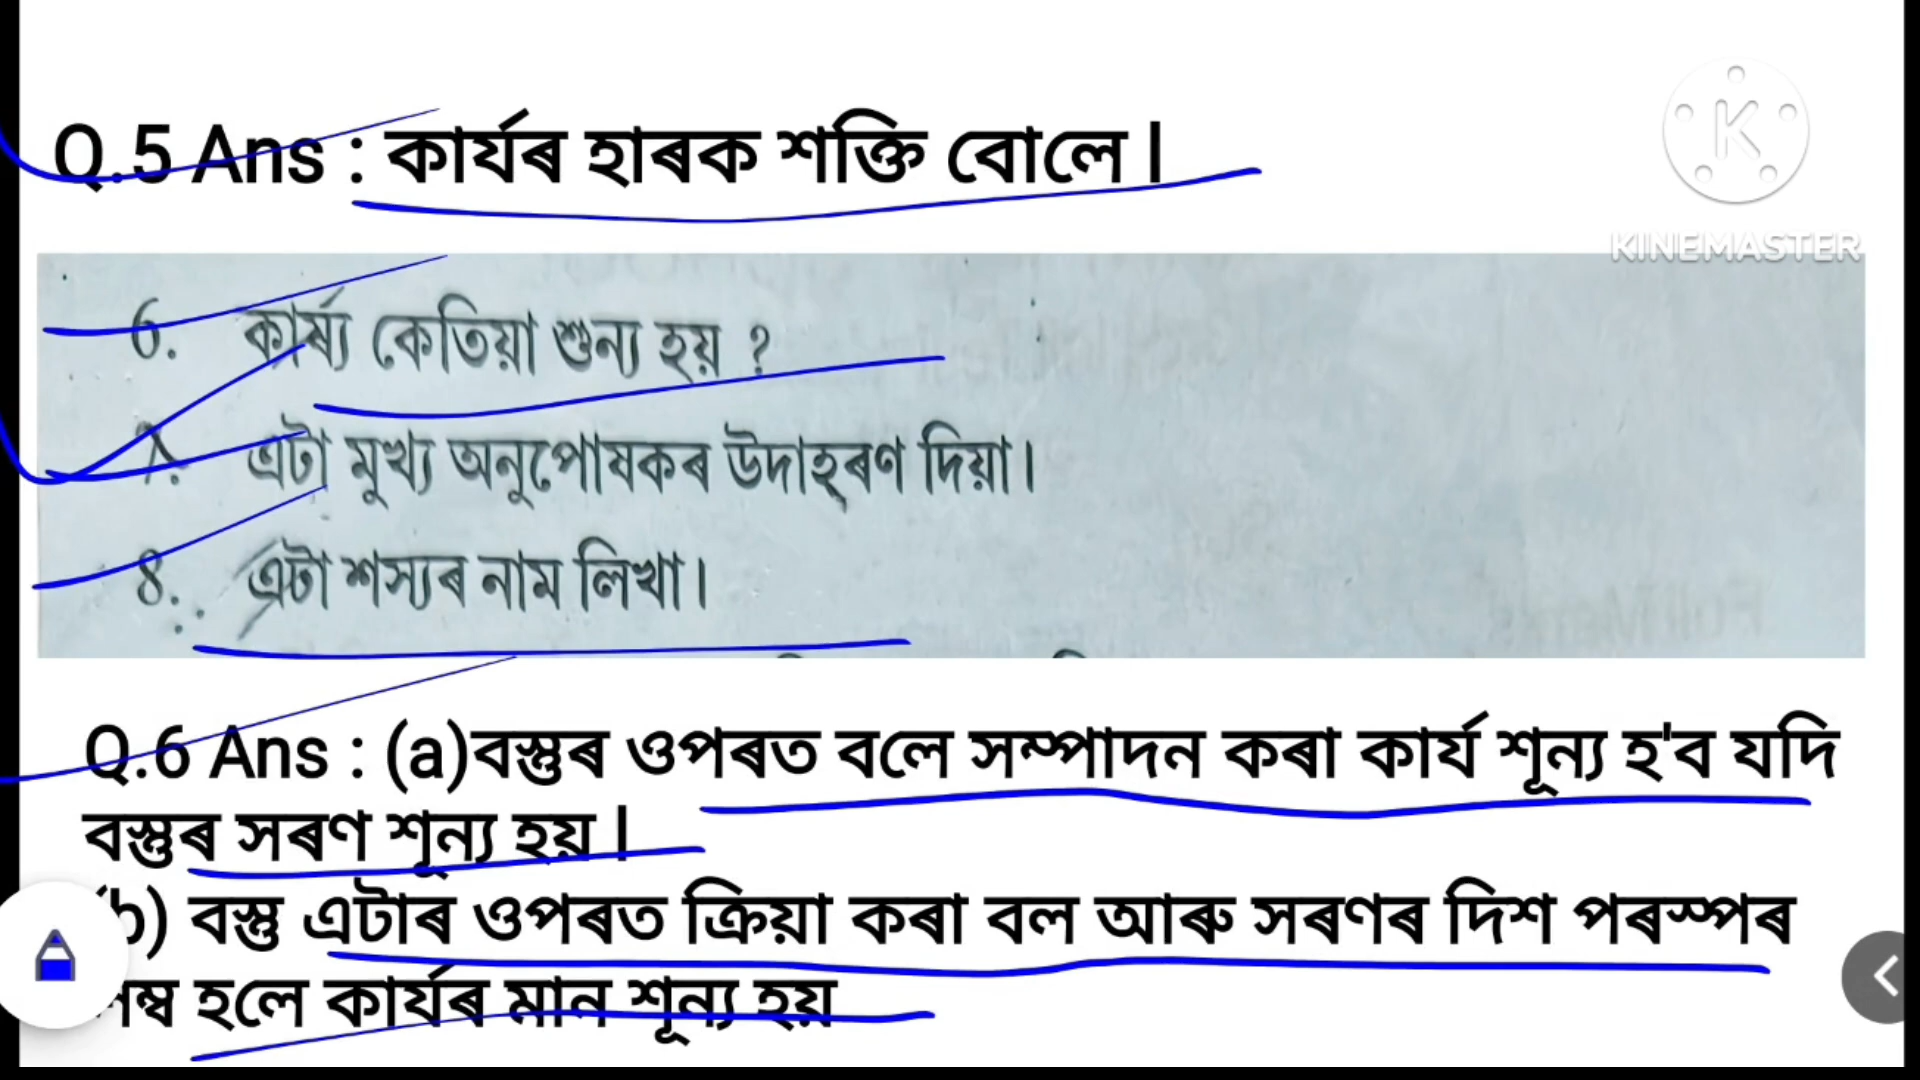 Q.5 Ans : কাৰ্যৰ হাৰক শক্তি বোলে।
KINEMASTER
6. কাৰ্য্য কেতিয়া শুন্য হয় ?
7. এটা মুখ্য অনুপোষকৰ উদাহৰণ দিয়া।
8. এটা শস্যৰ নাম লিখা।
Q.6 Ans : (a)বস্তুৰ ওপৰত বলে সম্পাদন কৰা কাৰ্য শূন্য হ'ব যদি
বস্তুৰ সৰণ শূন্য হয়।
(b) বস্তু এটাৰ ওপৰত ক্ৰিয়া কৰা বল আৰু সৰণৰ দিশ পৰস্পৰ
হলে কাৰ্যৰ মান শূন্য হয়